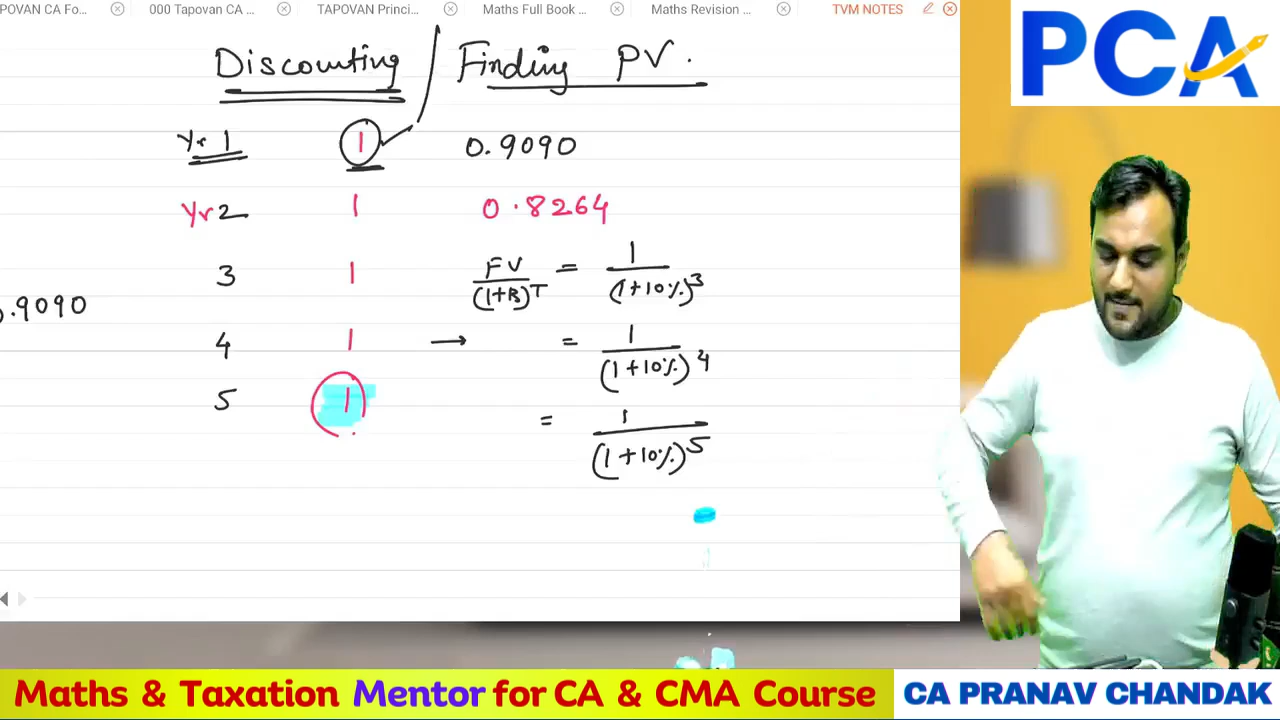 POVAN CA Fo...
000 Tapovan CA ...
TAPOVAN Princi...
Maths Full Book ...
Maths Revision ...
TVM NOTES
PCA
Discounting / Finding PV.
Yr 1 1 0.9090
Yr 2 1 0.8264
3 1 FV/(1+R)^T = 1/(1+10%)^3
0.9090
4 1 → = 1/(1+10%)^4
5 1 = 1/(1+10%)^5
Maths & Taxation Mentor for CA & CMA Course
CA PRANAV CHANDAK